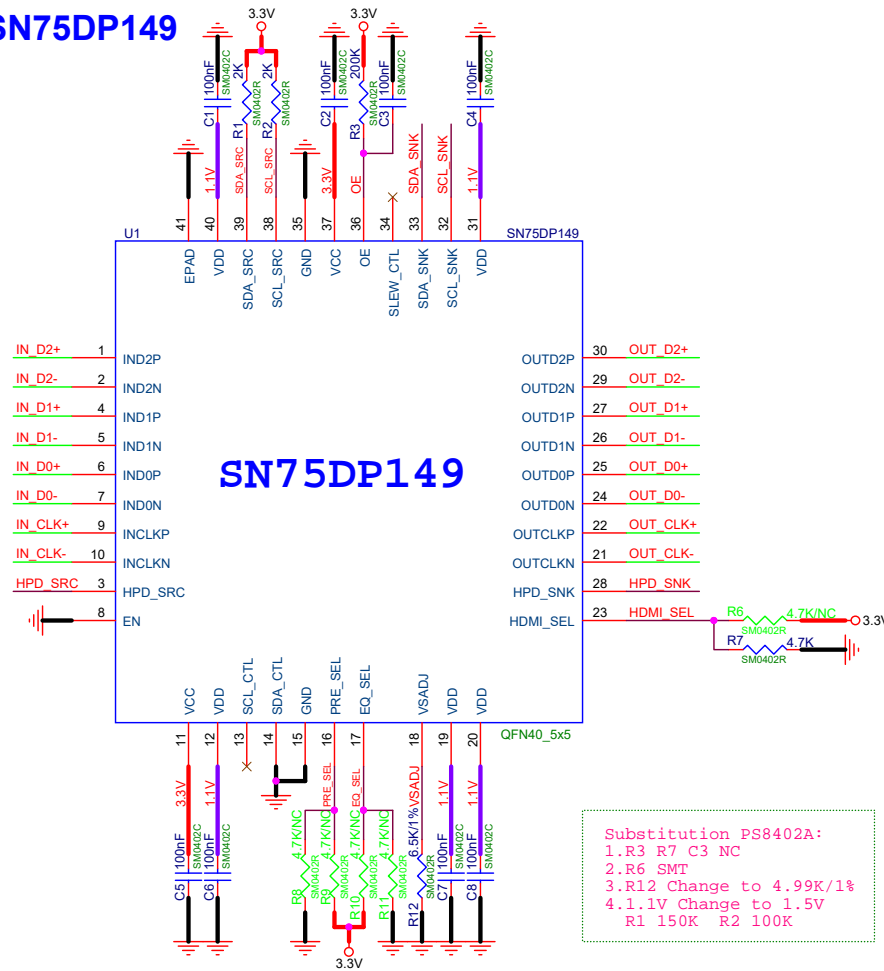 SN75DP149
3.3V
3.3V
C1 100nF SM0402C
R1 2K SM0402R
R2 2K SM0402R
C2 100nF SM0402C
R3 200K SM0402R
C3 100nF SM0402C
C4 100nF SM0402C
1.1V
SDA_SRC
SCL_SRC
3.3V
OE
SDA_SNK
SCL_SNK
1.1V
41 40 39 38 35 37 36 34 33 32 31
U1
SN75DP149
EPAD
VDD
SDA_SRC
SCL_SRC
GND
VCC
OE
SLEW_CTL
SDA_SNK
SCL_SNK
VDD
IN_D2+ 1 IND2P
IN_D2- 2 IND2N
IN_D1+ 4 IND1P
IN_D1- 5 IND1N
IN_D0+ 6 IND0P
IN_D0- 7 IND0N
IN_CLK+ 9 INCLKP
IN_CLK- 10 INCLKN
HPD_SRC 3 HPD_SRC
8 EN
SN75DP149
OUTD2P 30 OUT_D2+
OUTD2N 29 OUT_D2-
OUTD1P 27 OUT_D1+
OUTD1N 26 OUT_D1-
OUTD0P 25 OUT_D0+
OUTD0N 24 OUT_D0-
OUTCLKP 22 OUT_CLK+
OUTCLKN 21 OUT_CLK-
HPD_SNK 28 HPD_SNK
HDMI_SEL 23 HDMI_SEL
R6 4.7K/NC
SM0402R
3.3V
R7 4.7K
SM0402R
VCC
VDD
SCL_CTL
SDA_CTL
GND
PRE_SEL
EQ_SEL
VSADJ
VDD
VDD
QFN40_5x5
11 12 13 14 15 16 17 18 19 20
3.3V
1.1V
PRE_SEL
EQ_SEL
VSADJ
1.1V
1.1V
C5 100nF SM0402C
C6 100nF SM0402C
R8 4.7K/NC SM0402R
R9 4.7K/NC SM0402R
R10 4.7K/NC SM0402R
R11 4.7K/NC SM0402R
R12 6.5K/1% SM0402R
C7 100nF SM0402C
C8 100nF SM0402C
3.3V
Substitution PS8402A:
1.R3 R7 C3 NC
2.R6 SMT
3.R12 Change to 4.99K/1%
4.1.1V Change to 1.5V
R1 150K R2 100K